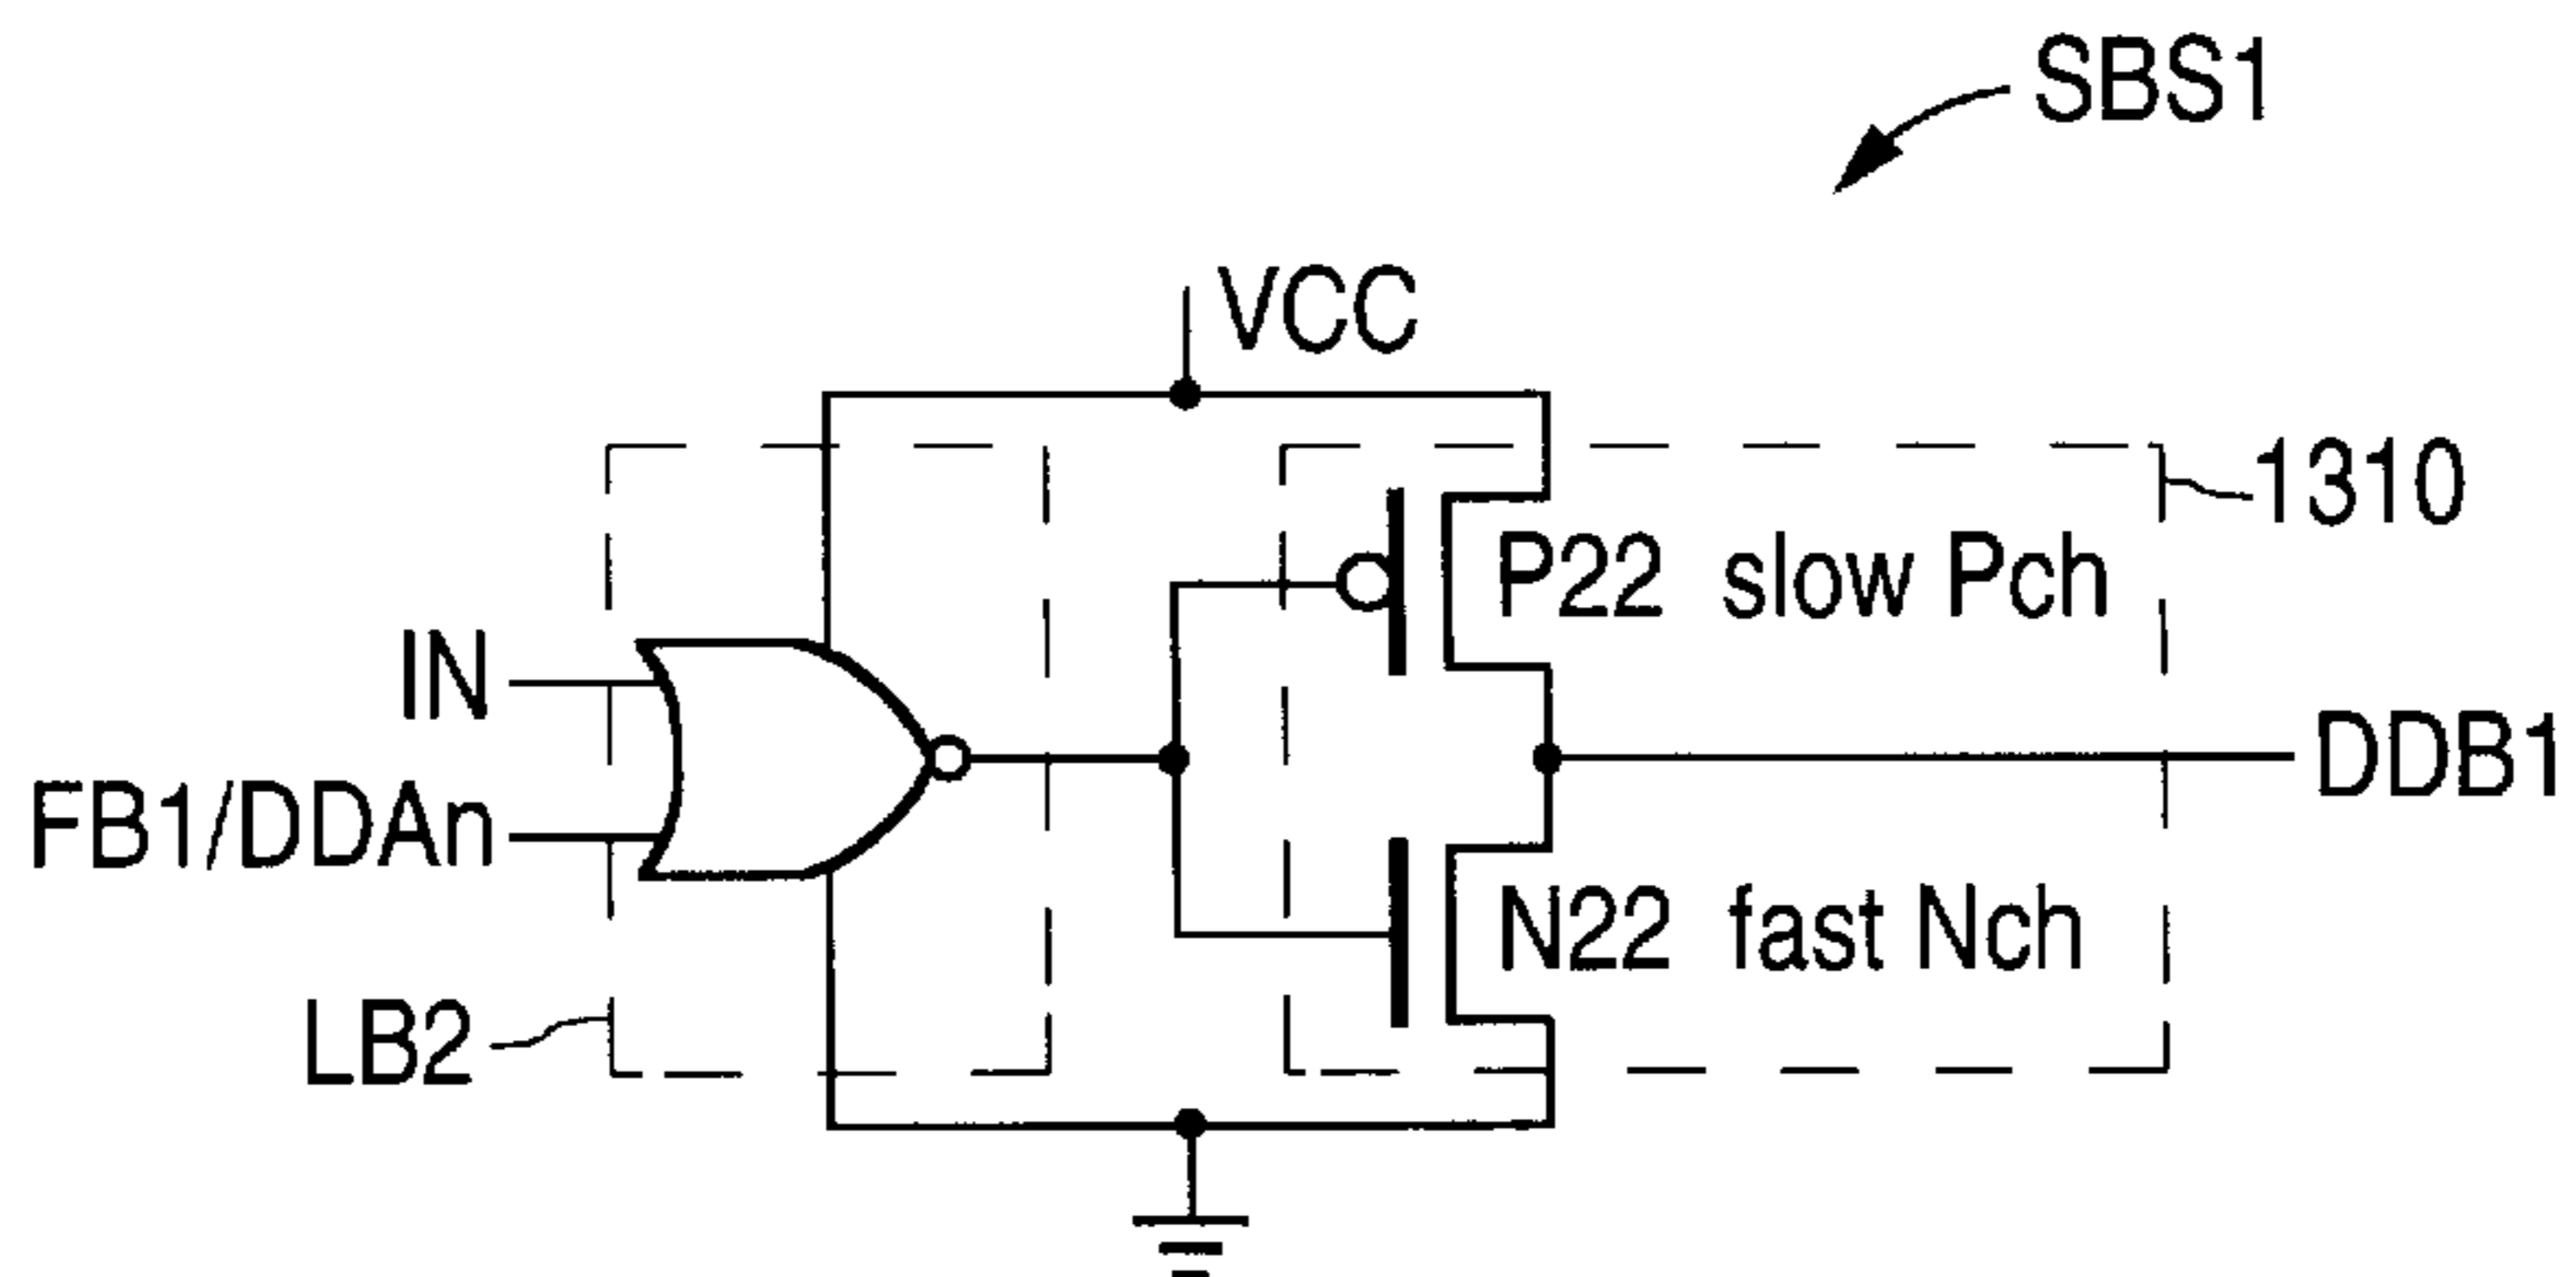 SBS1
VCC
1310
P22 slow Pch
IN
FB1/DDAn
DDB1
N22 fast Nch
LB2